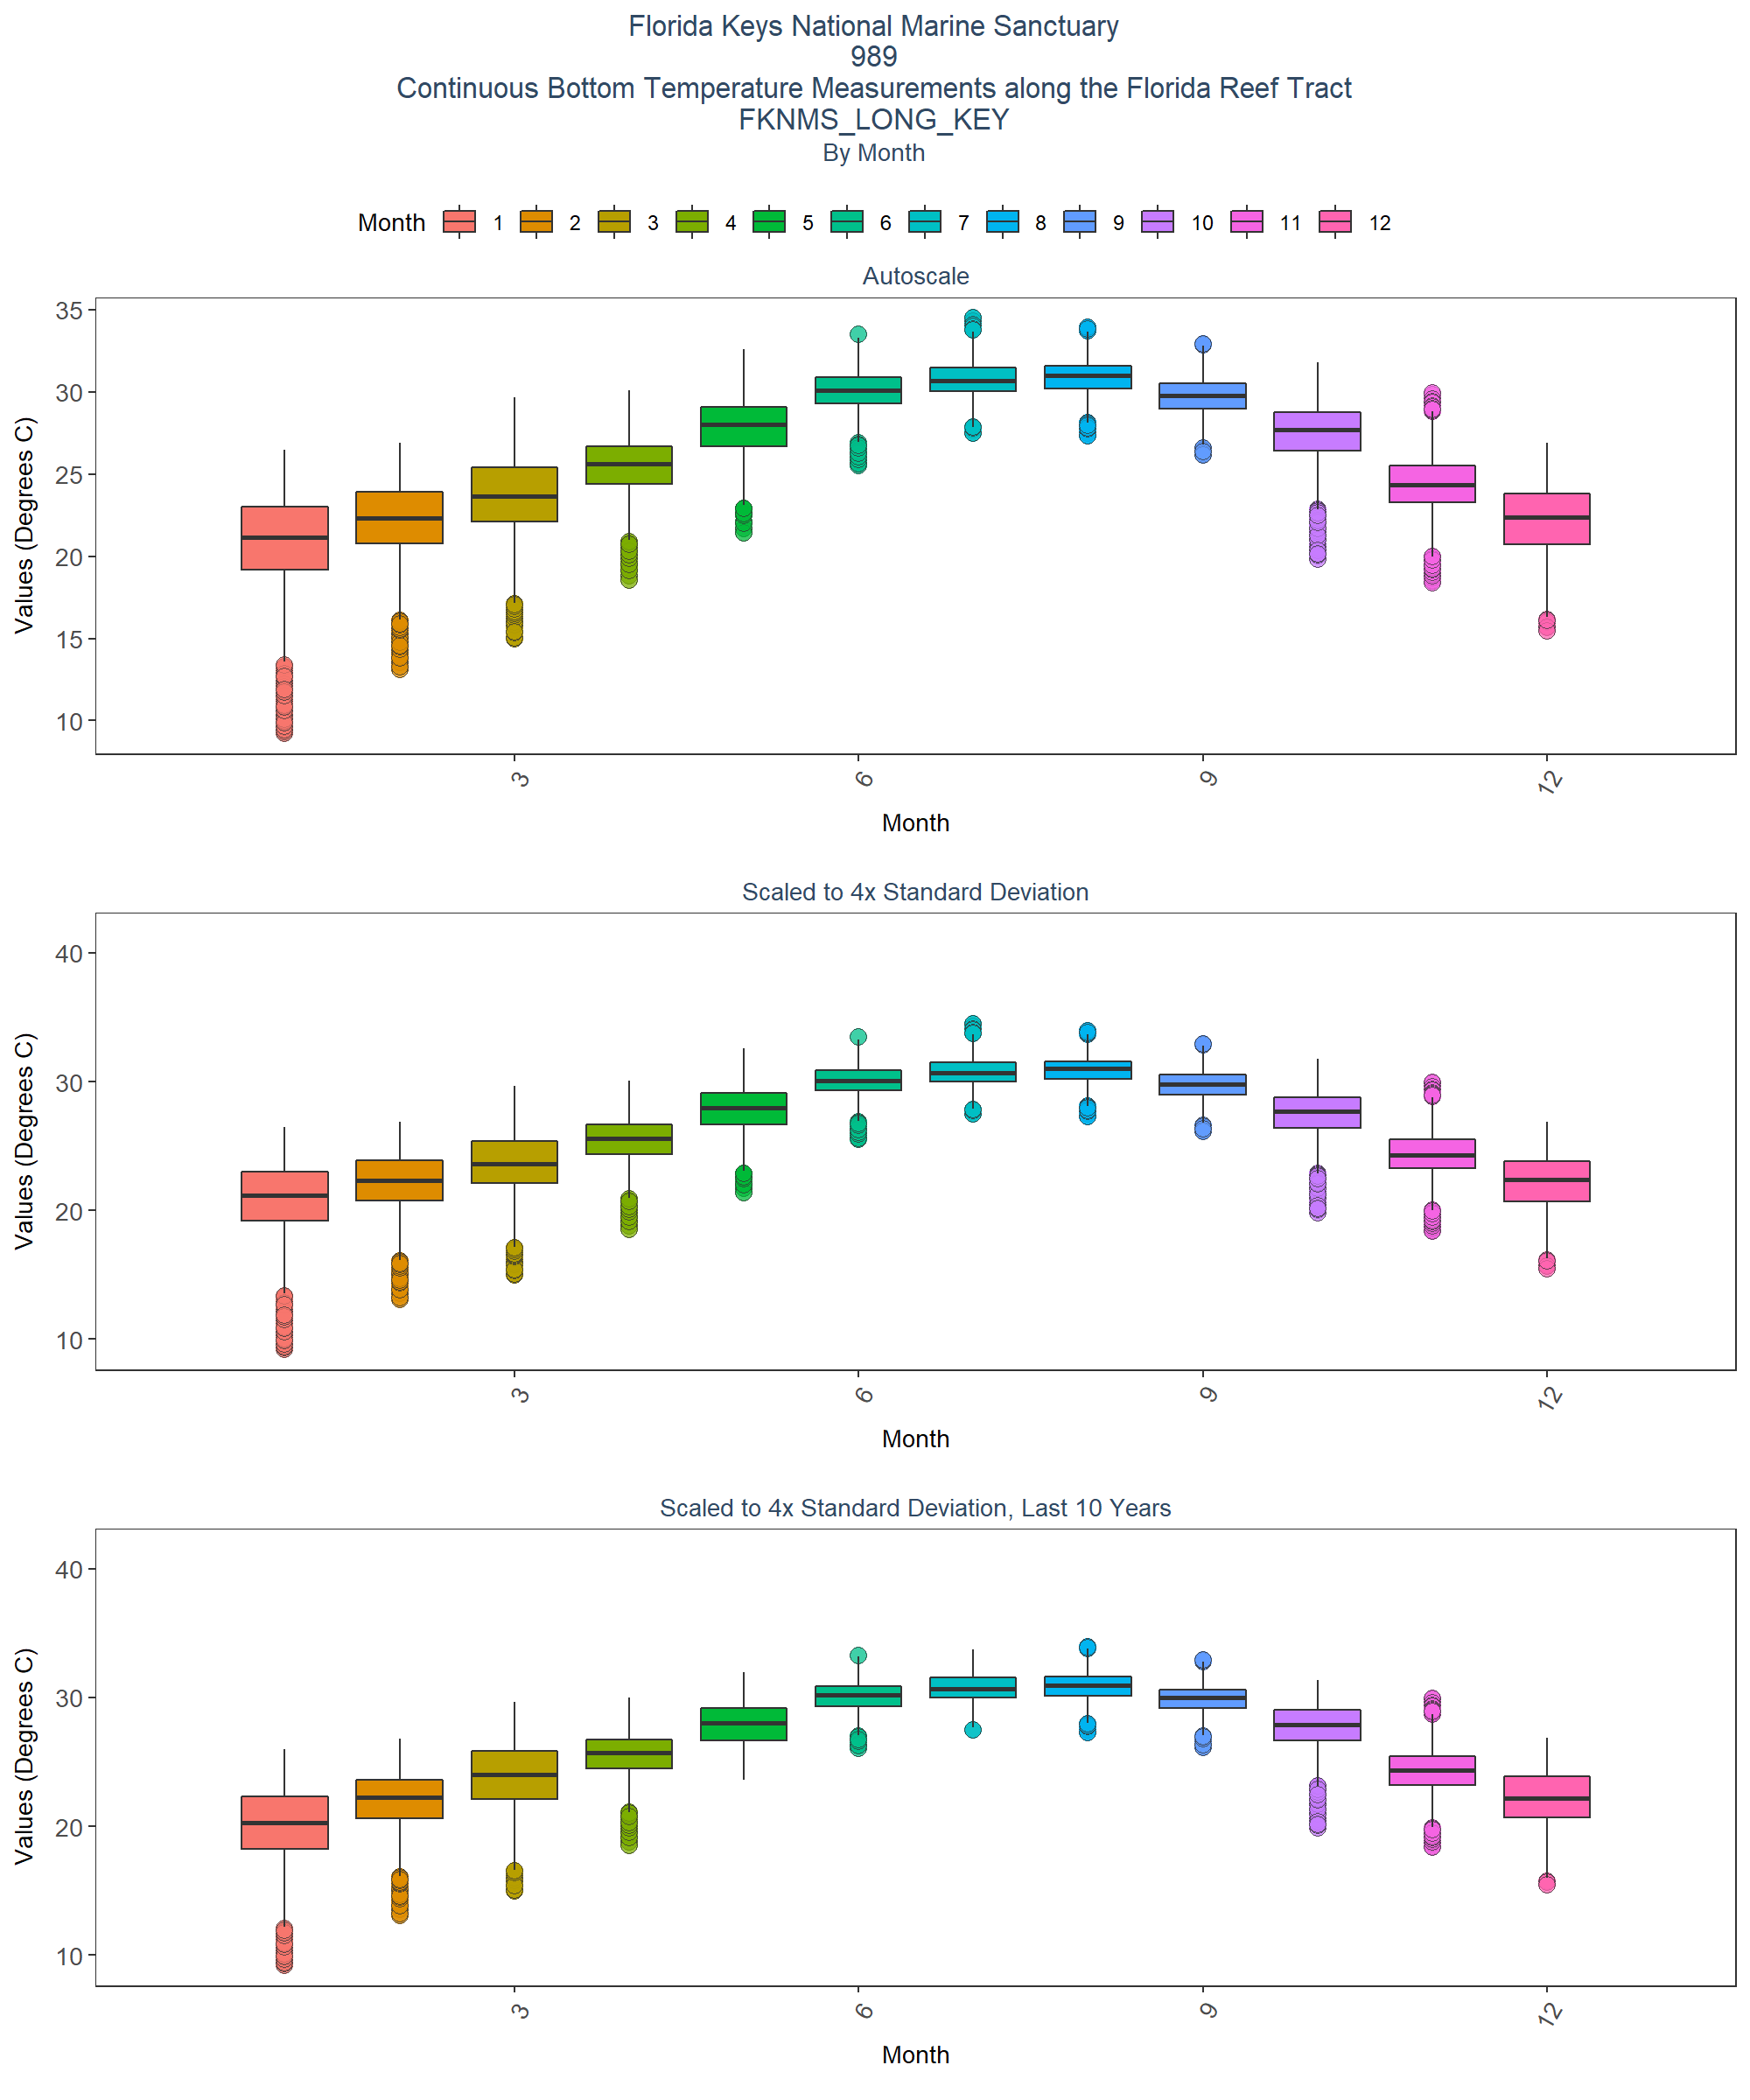 Florida Keys National Marine Sanctuary
989
Continuous Bottom Temperature Measurements along the Florida Reef Tract
FKNMS_LONG_KEY
By Month
Month 1 2 3 4 5 6 7 8 9 10 11 12
Autoscale
Values (Degrees C)
35
30
25
20
15
10
3 6 9 12
Month
Scaled to 4x Standard Deviation
Values (Degrees C)
40
30
20
10
3 6 9 12
Month
Scaled to 4x Standard Deviation, Last 10 Years
Values (Degrees C)
40
30
20
10
3 6 9 12
Month